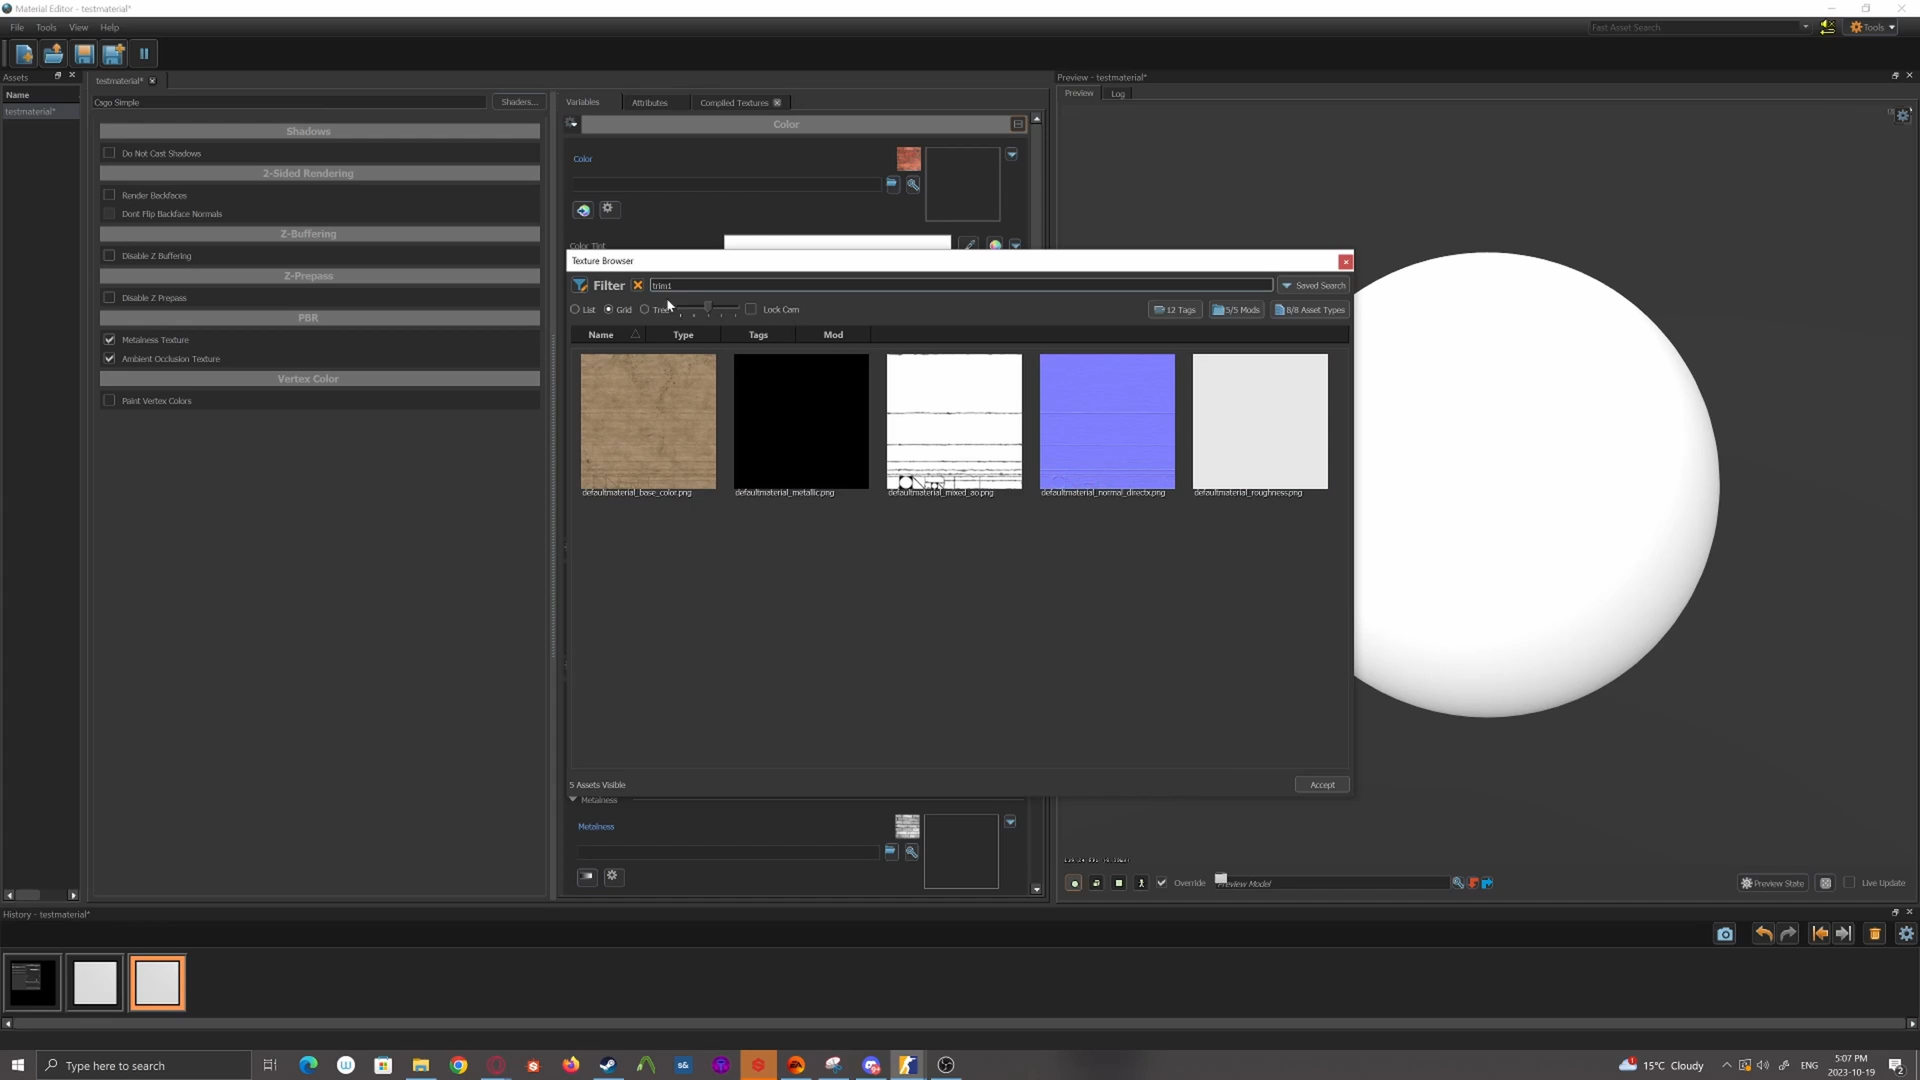 Material Editor - testmaterial*
File Tools View Help
Fast Asset Search
Tools
Assets
Name
testmaterial*
testmaterial*
Csgo Simple
Shaders...
Shadows
Do Not Cast Shadows
2-Sided Rendering
Render Backfaces
Dont Flip Backface Normals
Z-Buffering
Disable Z Buffering
Z-Prepass
Disable Z Prepass
PBR
Metalness Texture
Ambient Occlusion Texture
Vertex Color
Paint Vertex Colors
Variables Attributes Compiled Textures
Color
Color
Color Tint
Texture Browser
Filter trim1 Saved Search
List Grid Tree Lock Cam 12 Tags 5/5 Mods 8/8 Asset Types
Name Type Tags Mod
defaultmaterial_base_color.png defaultmaterial_metallic.png defaultmaterial_mixed_ao.png defaultmaterial_normal_directx.png defaultmaterial_roughness.png
5 Assets Visible
Accept
Metalness
Metalness
Preview - testmaterial*
Preview Log
Override Preview Model
Preview State Live Update
History - testmaterial*
Type here to search
15°C Cloudy
ENG
5:07 PM
2023-10-19
2